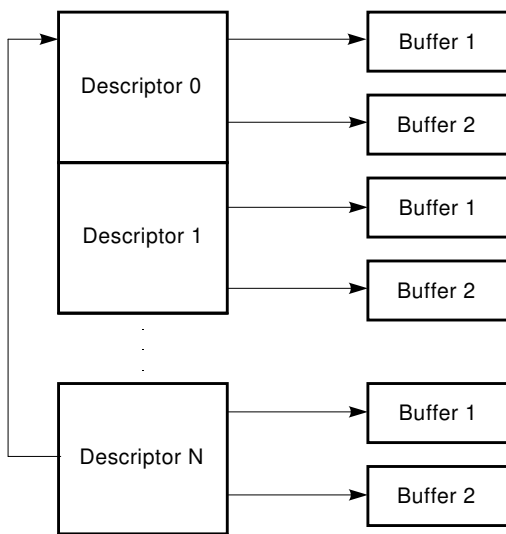 Descriptor 0
Buffer 1
Buffer 2
Descriptor 1
Buffer 1
Buffer 2
Descriptor N
Buffer 1
Buffer 2